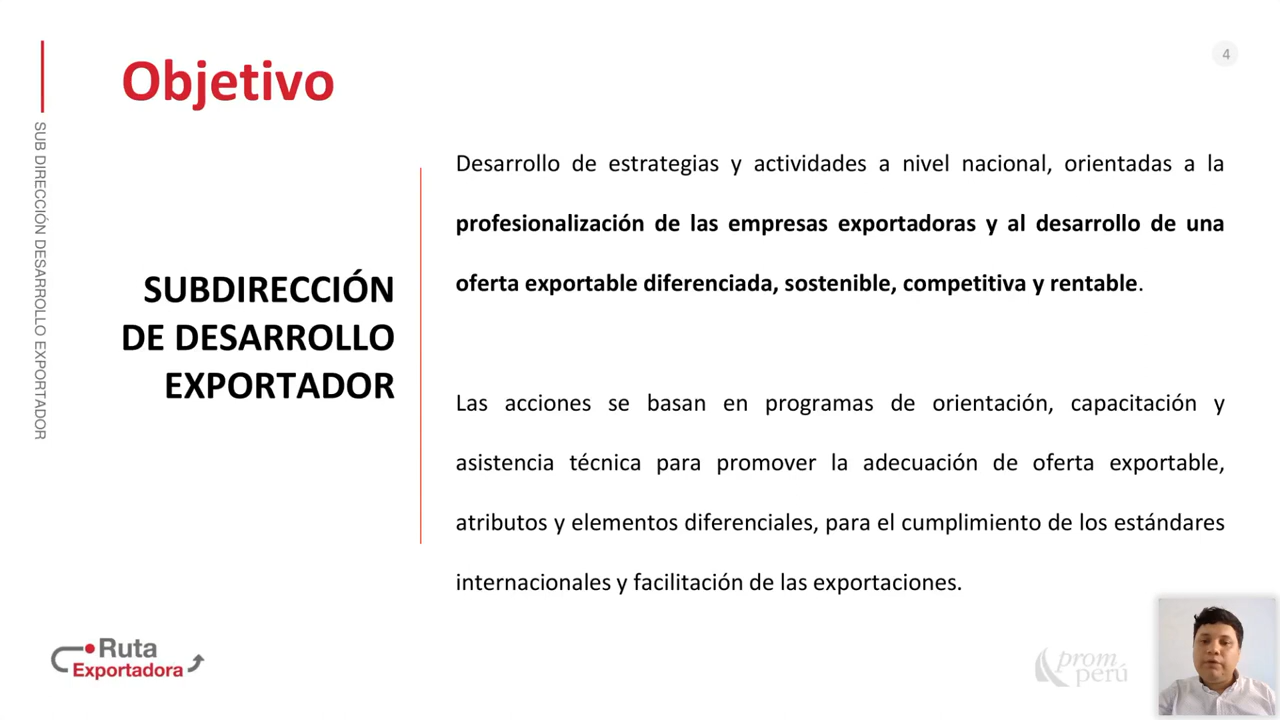 Objetivo
4
SUB DIRECCIÓN DESARROLLO EXPORTADOR
SUBDIRECCIÓN
DE DESARROLLO
EXPORTADOR
Desarrollo de estrategias y actividades a nivel nacional, orientadas a la
profesionalización de las empresas exportadoras y al desarrollo de una
oferta exportable diferenciada, sostenible, competitiva y rentable.
Las acciones se basan en programas de orientación, capacitación y
asistencia técnica para promover la adecuación de oferta exportable,
atributos y elementos diferenciales, para el cumplimiento de los estándares
internacionales y facilitación de las exportaciones.
Ruta
Exportadora
prom
perú